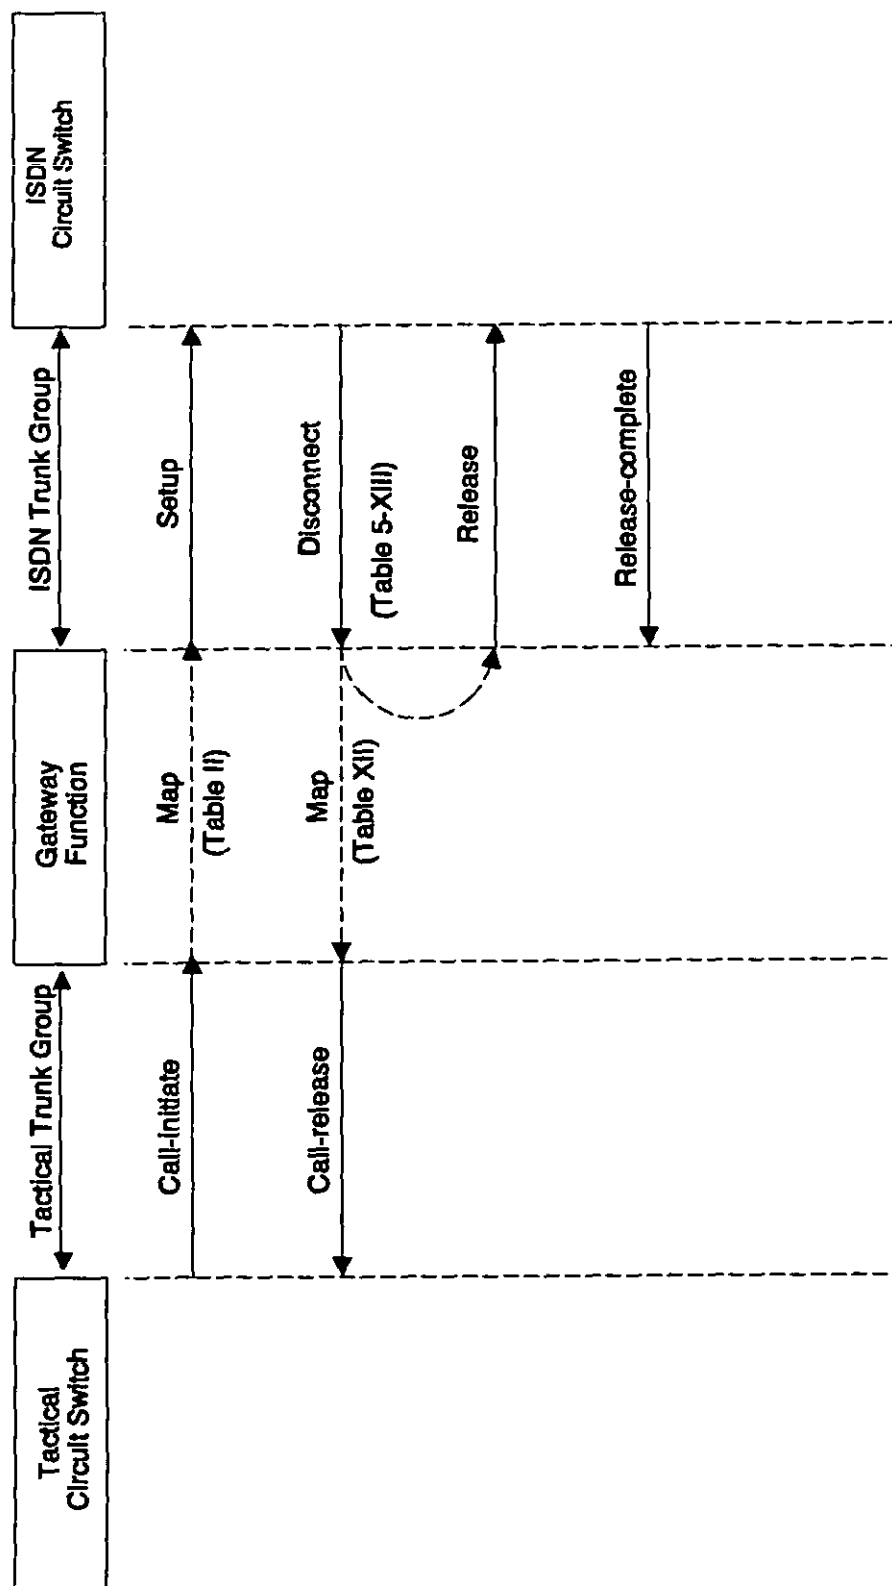 Tactical
Circuit Switch
Tactical Trunk Group
Gateway
Function
ISDN Trunk Group
ISDN
Circuit Switch
Call-initiate
Map
(Table II)
Setup
Call-release
Map
(Table XII)
Disconnect
(Table 5-XIII)
Release
Release-complete